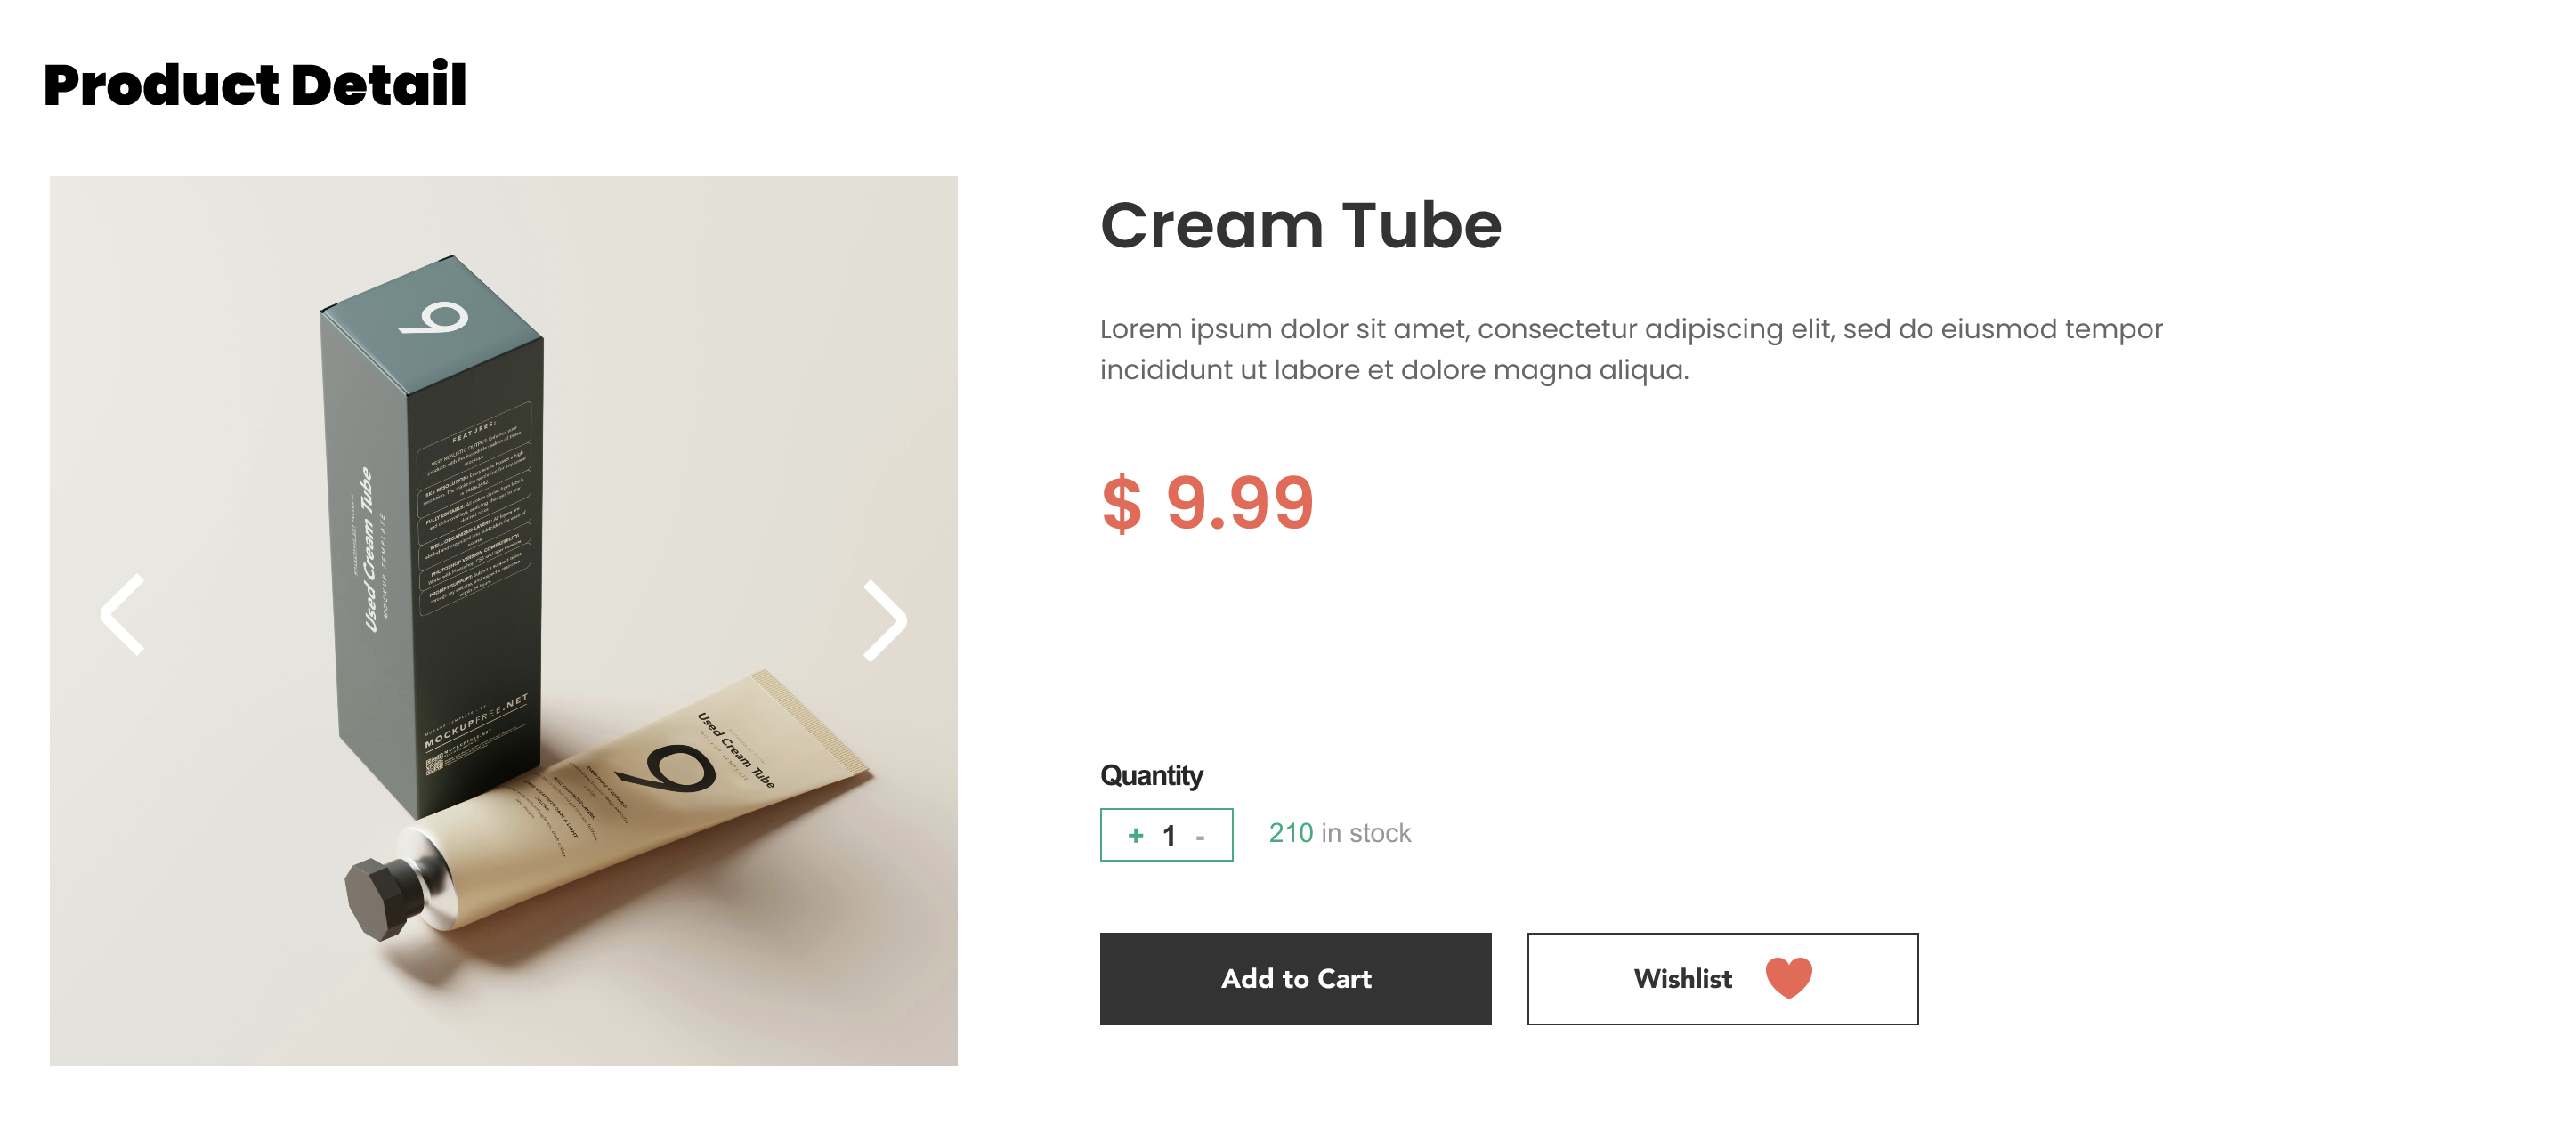 Product Detail
Cream Tube
Lorem ipsum dolor sit amet, consectetur adipiscing elit, sed do eiusmod tempor
incididunt ut labore et dolore magna aliqua.
$ 9.99
Quantity
+ 1 -
210 in stock
Add to Cart
Wishlist
6
Used Cream Tube
MOCKUP TEMPLATE
FEATURES:
MOCKUPFREE.NET
Used Cream Tube
6